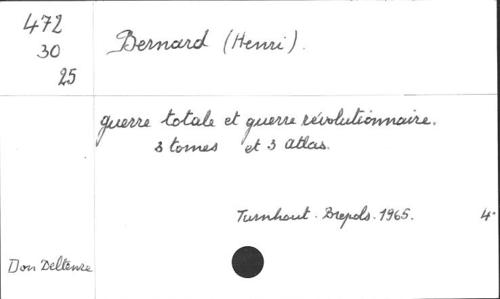 472
30
25
Bernard (Henri).
guerre totale et guerre révolutionnaire.
3 tomes et 3 atlas.
Turnhout. Brepols. 1965. 4°
Don Deltenre